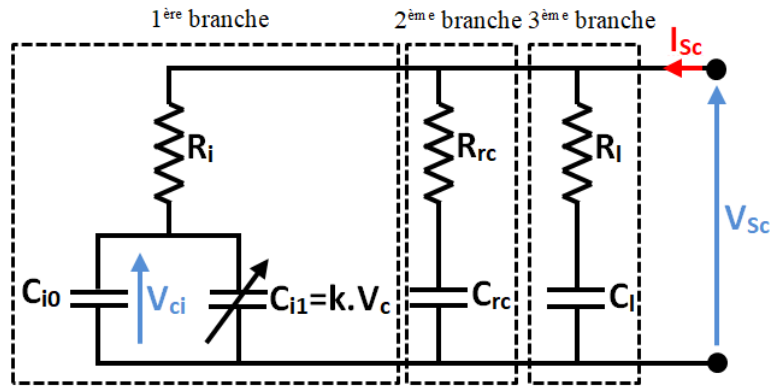 1ère branche
2ème branche
3ème branche
ISc
Ri
Rrc
Rl
VSc
Ci0
Vci
Ci1=k.Vc
Crc
Cl